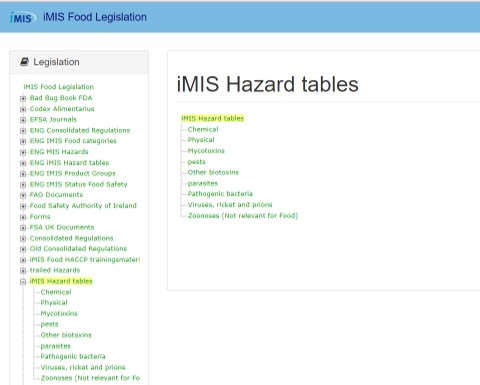 iMIS iMIS Food Legislation
Legislation
iMIS Food Legislation
Bad Bug Book FDA
Codex Alimentarius
EFSA Journals
ENG Consolidated Regulations
ENG IMIS Food categories
ENG MIS Hazards
ENG iMIS Hazard tables
ENG IMIS Product Groups
ENG IMIS Status Food Safety
FAO Documents
Food Safety Authority of Ireland
Forms
FSA UK Documents
Consolidated Regulations
Old Consolidated Regulations
iMIS Food HACCP trainingsmateri
trailed Hazards
iMIS Hazard tables
Chemical
Physical
Mycotoxins
pests
Other biotoxins
parasites
Pathogenic bacteria
Viruses, ricket and prions
Zoonoses (Not relevant for Fo
iMIS Hazard tables
iMIS Hazard tables
Chemical
Physical
Mycotoxins
pests
Other biotoxins
parasites
Pathogenic bacteria
Viruses, ricket and prions
Zoonoses (Not relevant for Food)